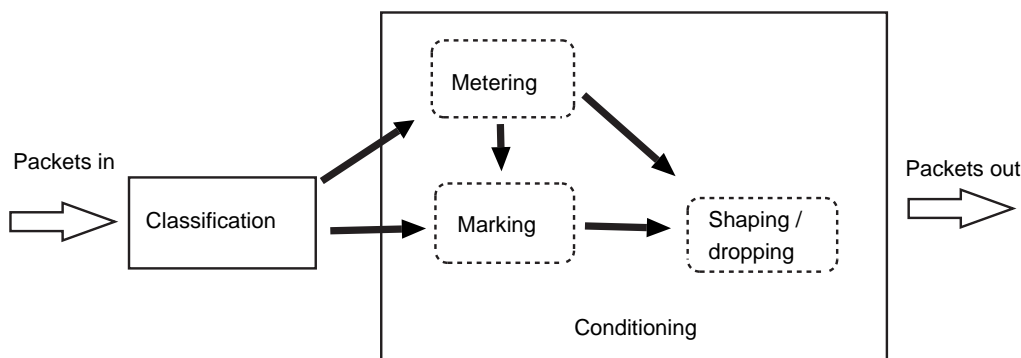 Metering
Packets in
Packets out
Classification
Marking
Shaping /
dropping
Conditioning